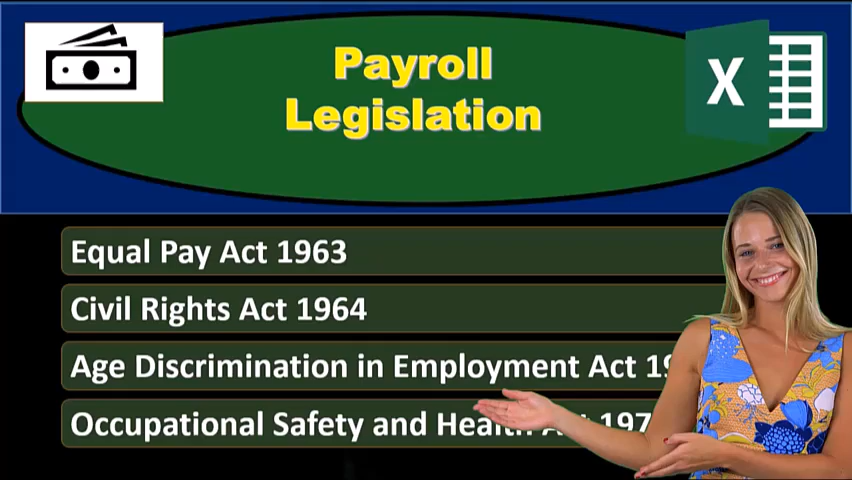 Payroll
Legislation
X
Equal Pay Act 1963
Civil Rights Act 1964
Age Discrimination in Employment Act
Occupational Safety and Health